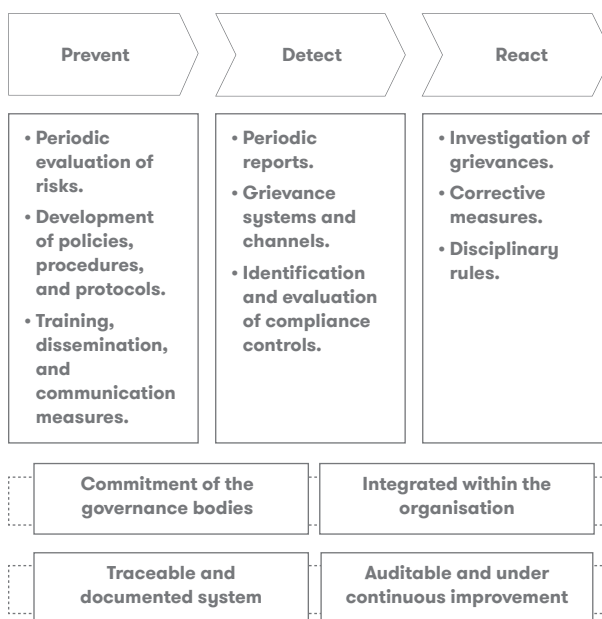 Prevent
Detect
React
• Periodic
evaluation of
risks.
• Development
of policies,
procedures,
and protocols.
• Training,
dissemination,
and
communication
measures.
• Periodic
reports.
• Grievance
systems and
channels.
• Identification
and evaluation
of compliance
controls.
• Investigation of
grievances.
• Corrective
measures.
• Disciplinary
rules.
Commitment of the
governance bodies
Integrated within the
organisation
Traceable and
documented system
Auditable and under
continuous improvement